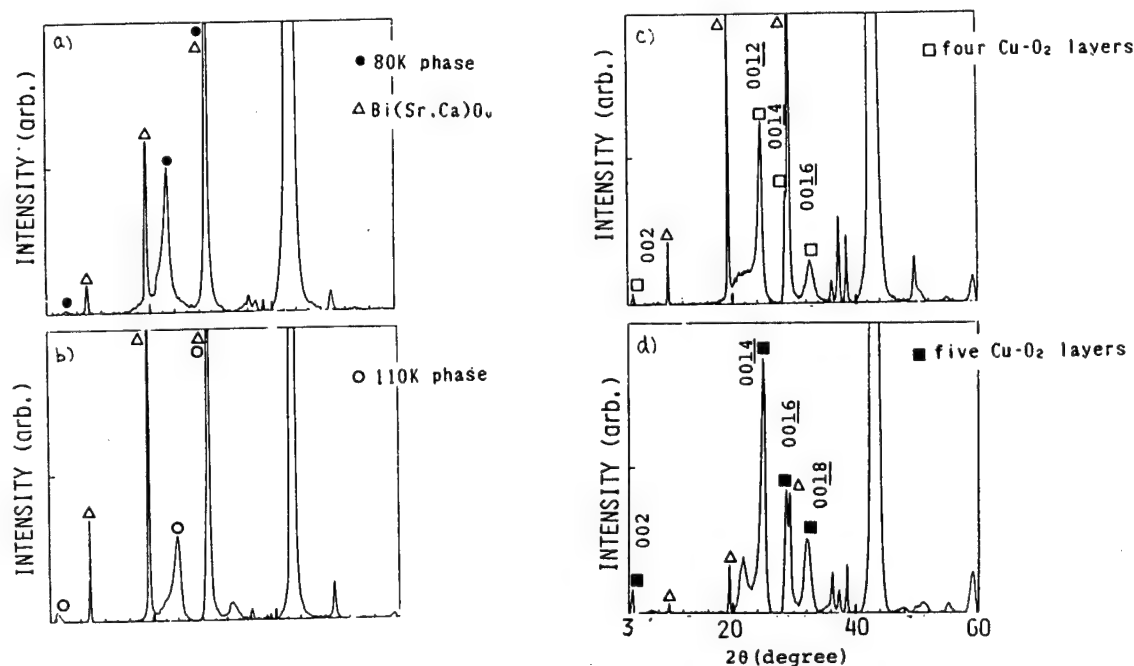 a)
● 80K phase
△ Bi(Sr,Ca)Oᵧ
INTENSITY (arb.)
b)
○ 110K phase
INTENSITY (arb.)
c)
□ four Cu-O₂ layers
002
0012
0014
0016
INTENSITY (arb.)
d)
■ five Cu-O₂ layers
002
0014
0016
0018
INTENSITY (arb.)
3 20 40 60
2θ (degree)